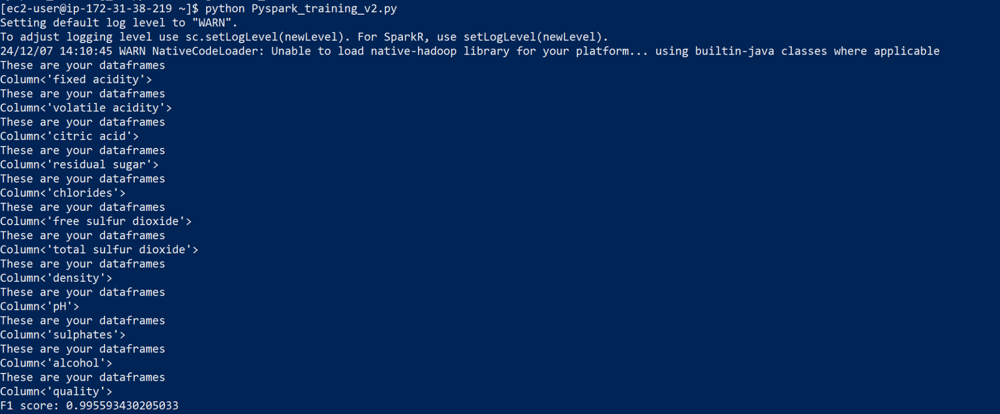 [ec2-user@ip-172-31-38-219 ~]$ python Pyspark_training_v2.py
Setting default log level to "WARN".
To adjust logging level use sc.setLogLevel(newLevel). For SparkR, use setLogLevel(newLevel).
24/12/07 14:10:45 WARN NativeCodeLoader: Unable to load native-hadoop library for your platform... using builtin-java classes where applicable
These are your dataframes
Column<'fixed acidity'>
These are your dataframes
Column<'volatile acidity'>
These are your dataframes
Column<'citric acid'>
These are your dataframes
Column<'residual sugar'>
These are your dataframes
Column<'chlorides'>
These are your dataframes
Column<'free sulfur dioxide'>
These are your dataframes
Column<'total sulfur dioxide'>
These are your dataframes
Column<'density'>
These are your dataframes
Column<'pH'>
These are your dataframes
Column<'sulphates'>
These are your dataframes
Column<'alcohol'>
These are your dataframes
Column<'quality'>
F1 score: 0.995593430205033